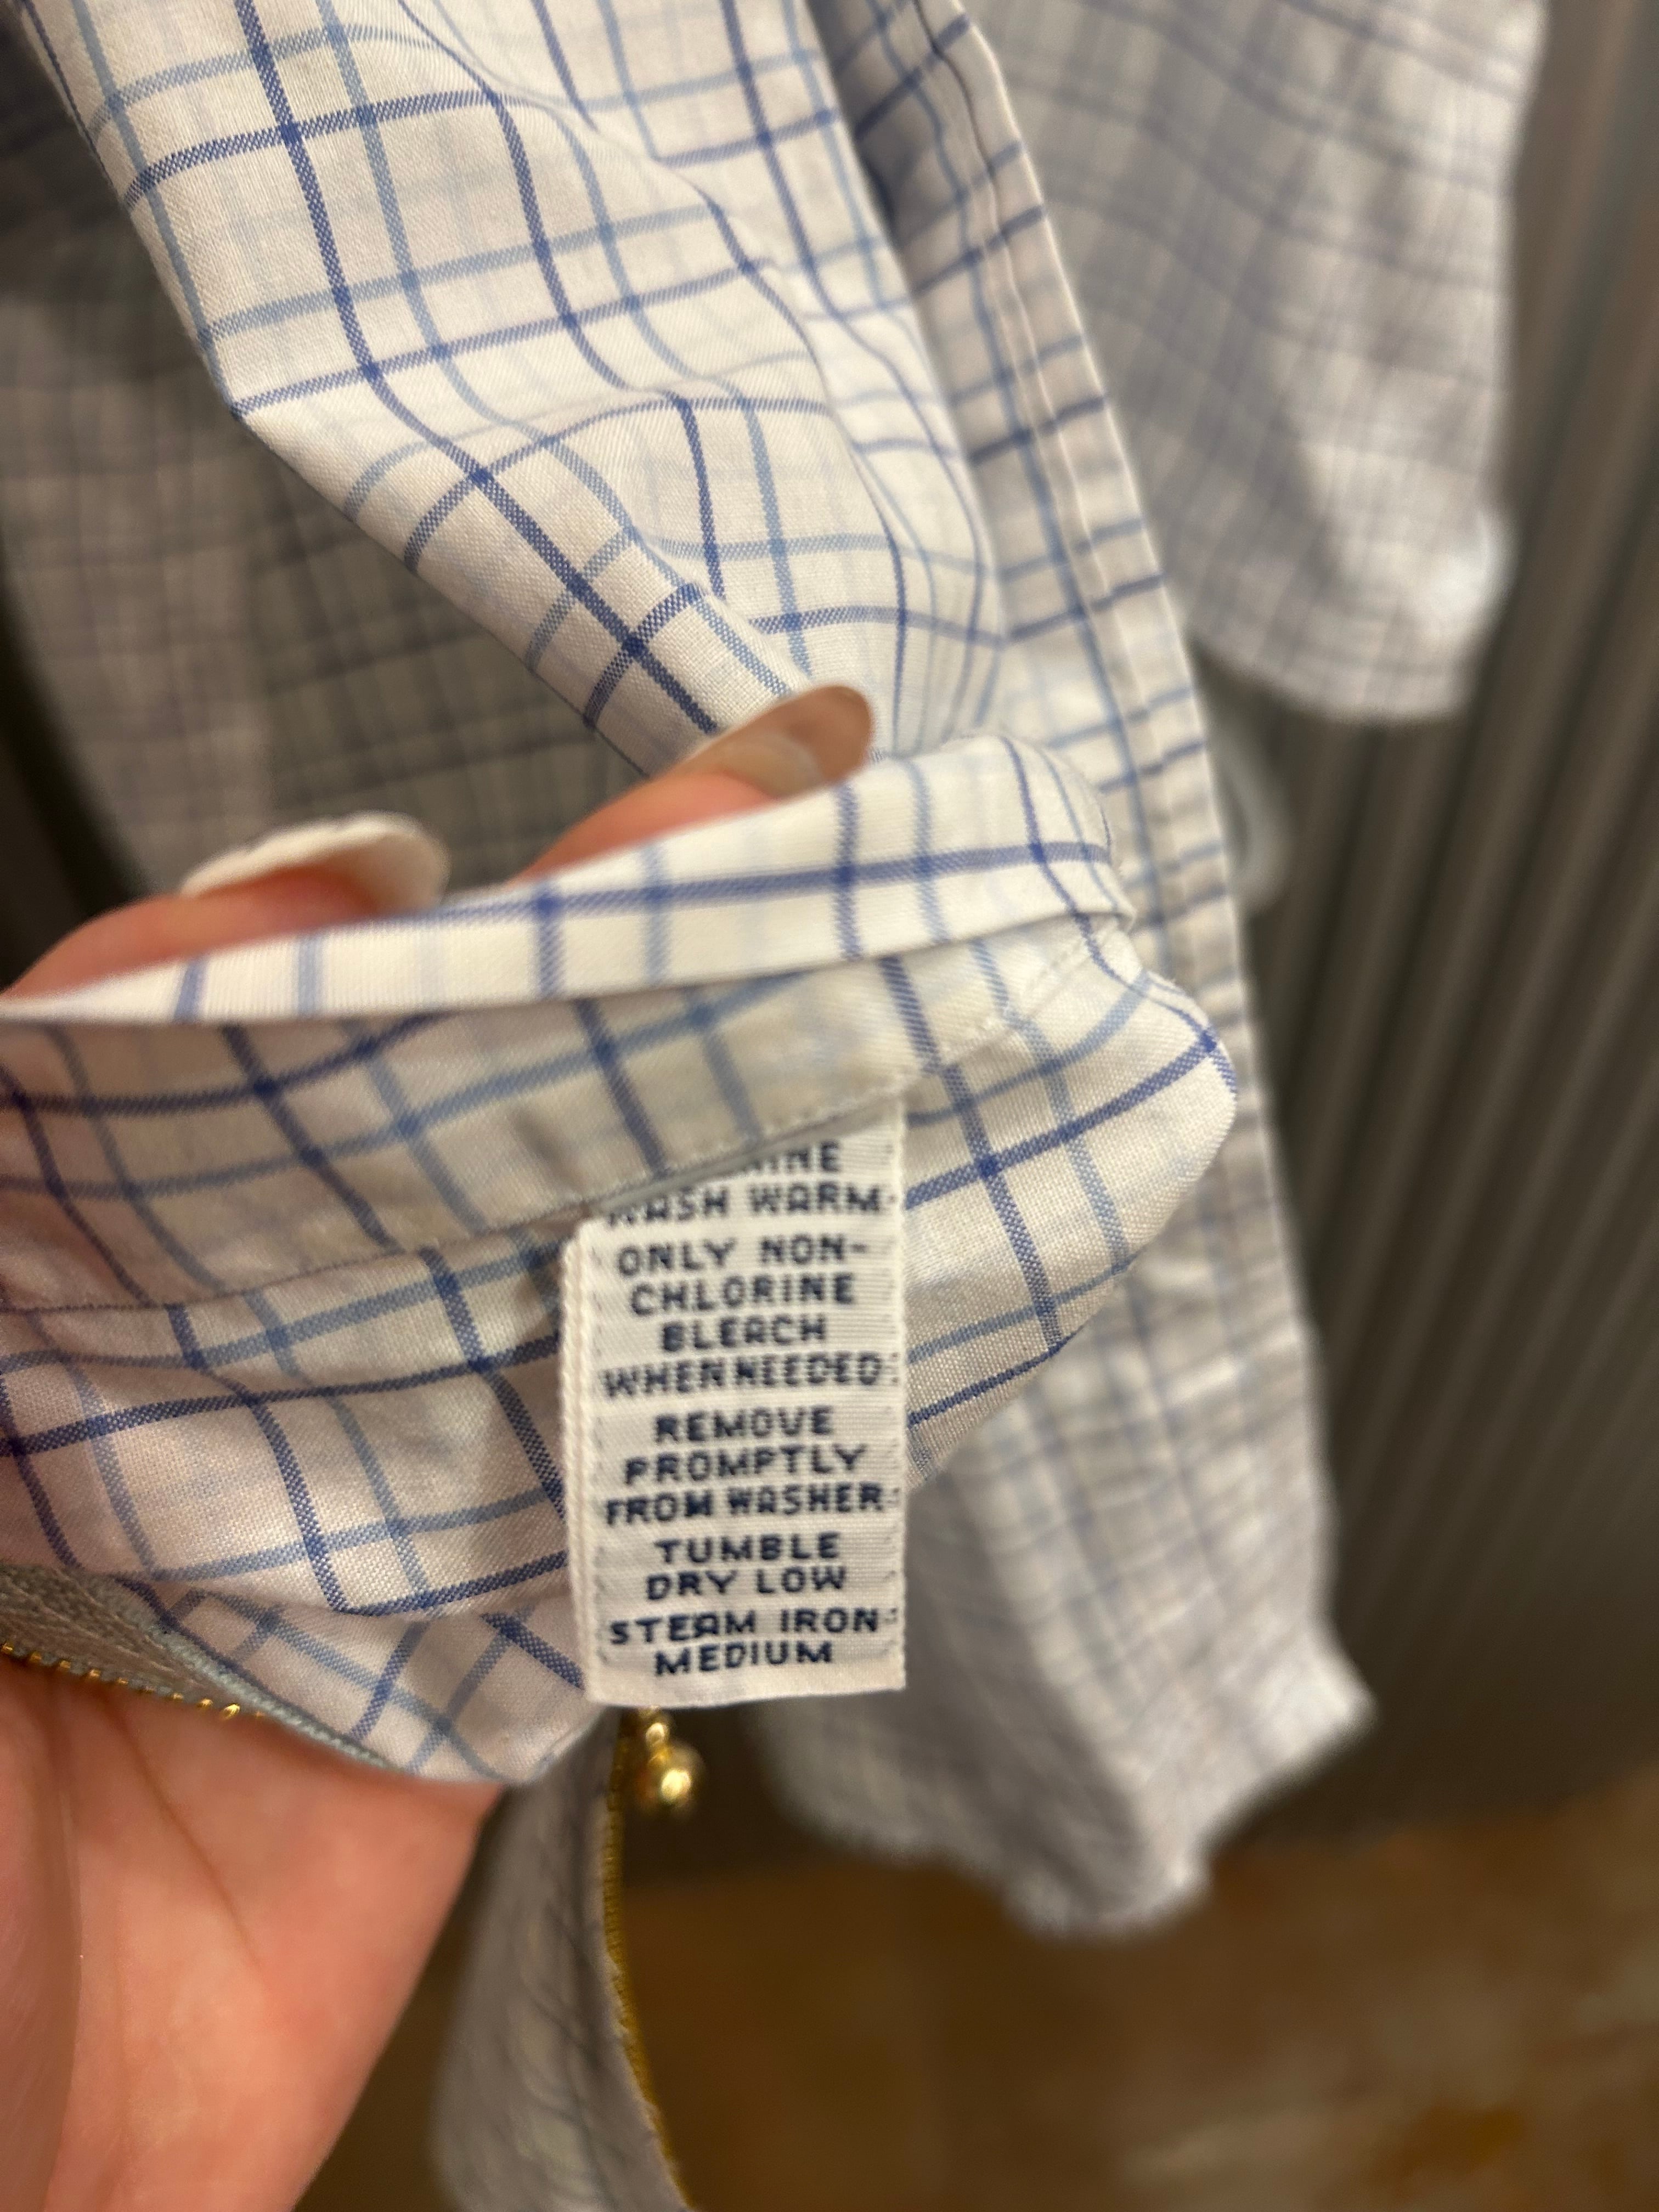 WASH WARM
ONLY NON-
CHLORINE
BLEACH
WHEN NEEDED
REMOVE
PROMPTLY
FROM WASHER
TUMBLE
DRY LOW
STEAM IRON
MEDIUM